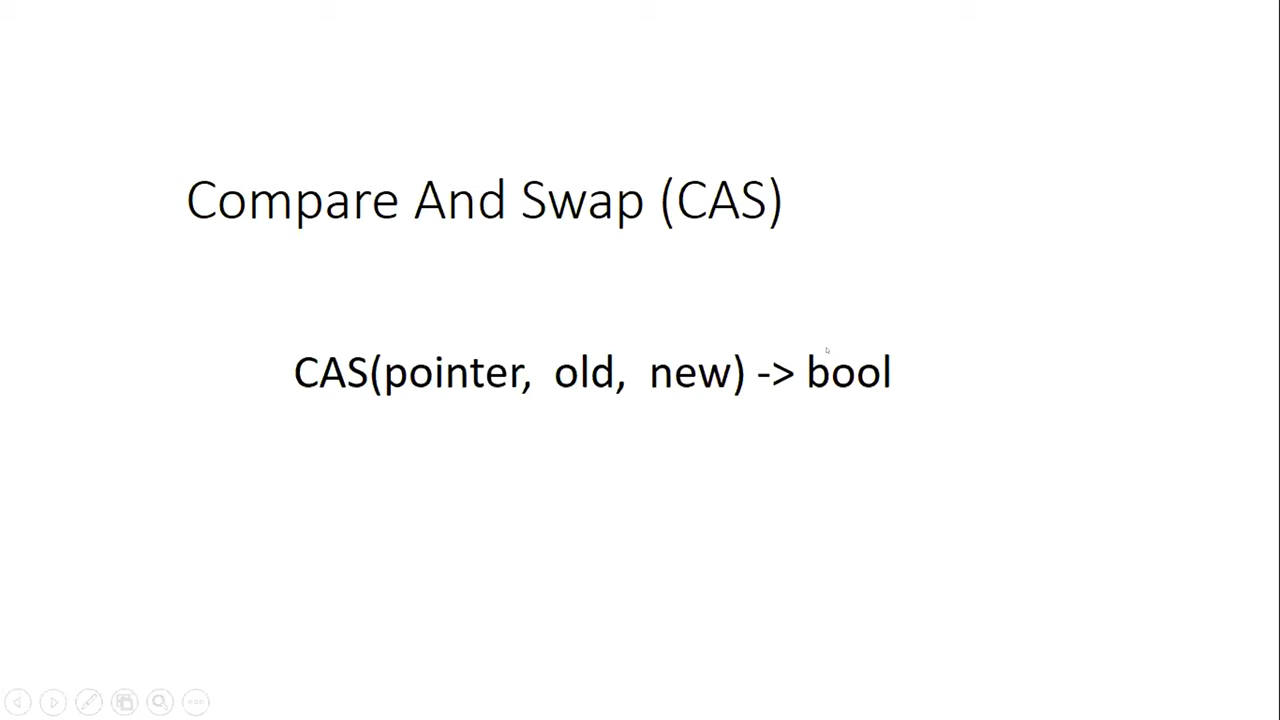 Compare And Swap (CAS)
CAS(pointer, old, new) -> bool